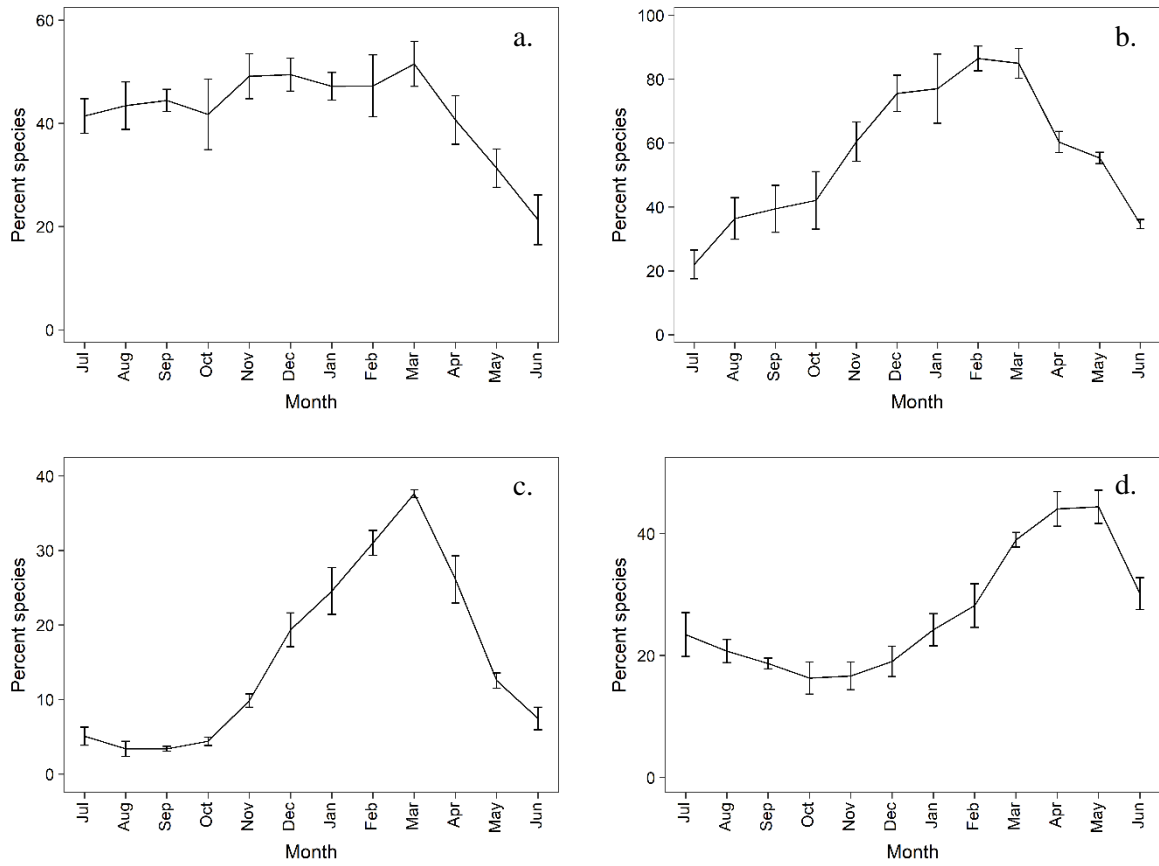 a.
60
40
20
0
Percent species
Jul Aug Sep Oct Nov Dec Jan Feb Mar Apr May Jun
Month
b.
100
80
60
40
20
0
Percent species
Jul Aug Sep Oct Nov Dec Jan Feb Mar Apr May Jun
Month
c.
40
30
20
10
0
Percent species
Jul Aug Sep Oct Nov Dec Jan Feb Mar Apr May Jun
Month
d.
40
20
0
Percent species
Jul Aug Sep Oct Nov Dec Jan Feb Mar Apr May Jun
Month